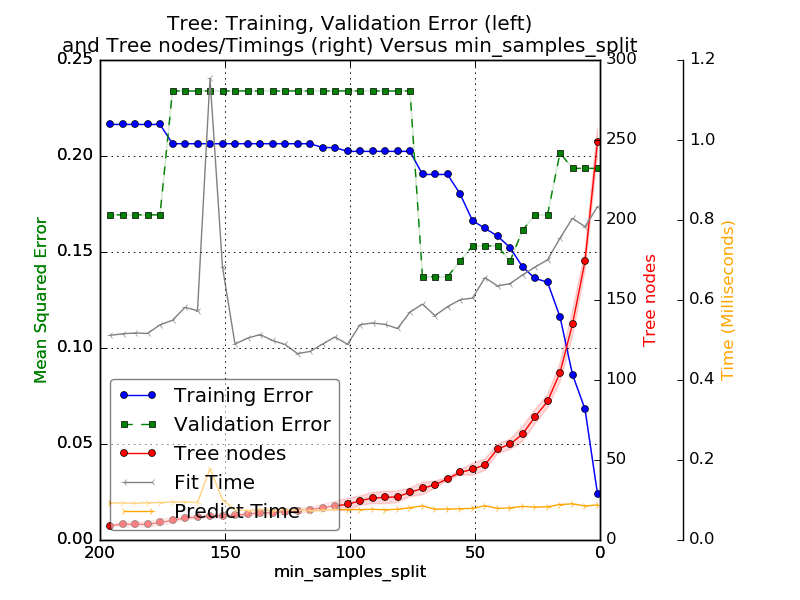 Tree: Training, Validation Error (left)
and Tree nodes/Timings (right) Versus min_samples_split
Mean Squared Error
0.25
0.20
0.15
0.10
0.05
0.00
Training Error
Validation Error
Tree nodes
Fit Time
Predict Time
200
150
100
50
0
min_samples_split
300
250
200
150
100
50
0
Tree nodes
1.2
1.0
0.8
0.6
0.4
0.2
0.0
Time (Milliseconds)